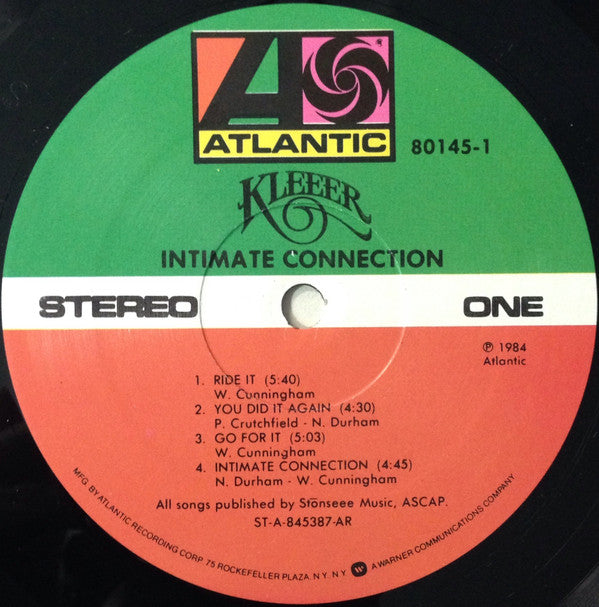 ATLANTIC
80145-1
KLEEER
INTIMATE CONNECTION
STEREO ONE
℗ 1984
Atlantic
1. RIDE IT (5:40)
W. Cunningham
2. YOU DID IT AGAIN (4:30)
P. Crutchfield - N. Durham
3. GO FOR IT (5:03)
W. Cunningham
4. INTIMATE CONNECTION (4:45)
N. Durham - W. Cunningham
All songs published by Stonseee Music, ASCAP.
ST-A-845387-AR
MFG. BY ATLANTIC RECORDING CORP. 75 ROCKEFELLER PLAZA. N.Y. N.Y. W A WARNER COMMUNICATIONS COMPANY